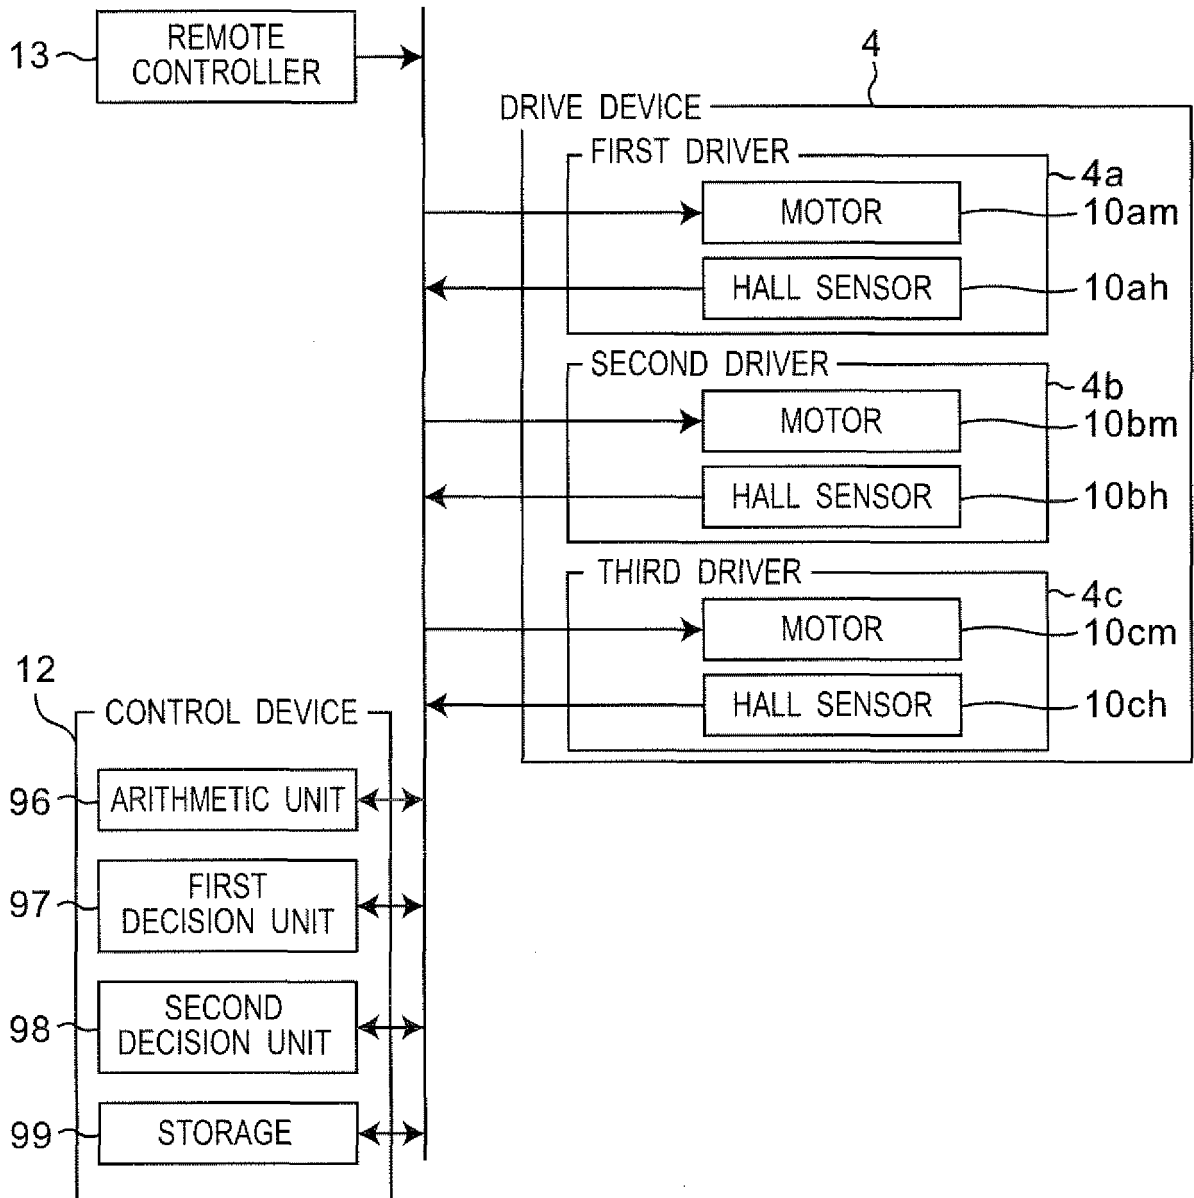 13
REMOTE
CONTROLLER
4
DRIVE DEVICE
FIRST DRIVER
4a
MOTOR
10am
HALL SENSOR
10ah
SECOND DRIVER
4b
MOTOR
10bm
HALL SENSOR
10bh
THIRD DRIVER
4c
MOTOR
10cm
HALL SENSOR
10ch
12
CONTROL DEVICE
96
ARITHMETIC UNIT
97
FIRST
DECISION UNIT
98
SECOND
DECISION UNIT
99
STORAGE